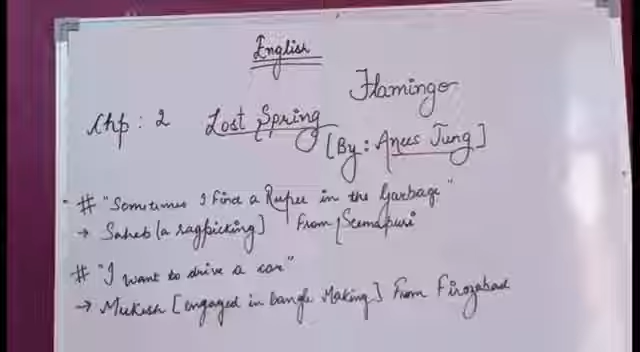 English
Flamingo
Chp : 2 Lost Spring
[By : Anees Jung]
# "Sometimes I find a Rupee in the Garbage"
→ Saheb (a ragpicking] From Seemapuri
# "I want to drive a car"
→ Mukesh [engaged in bangle Making] From Firozabad